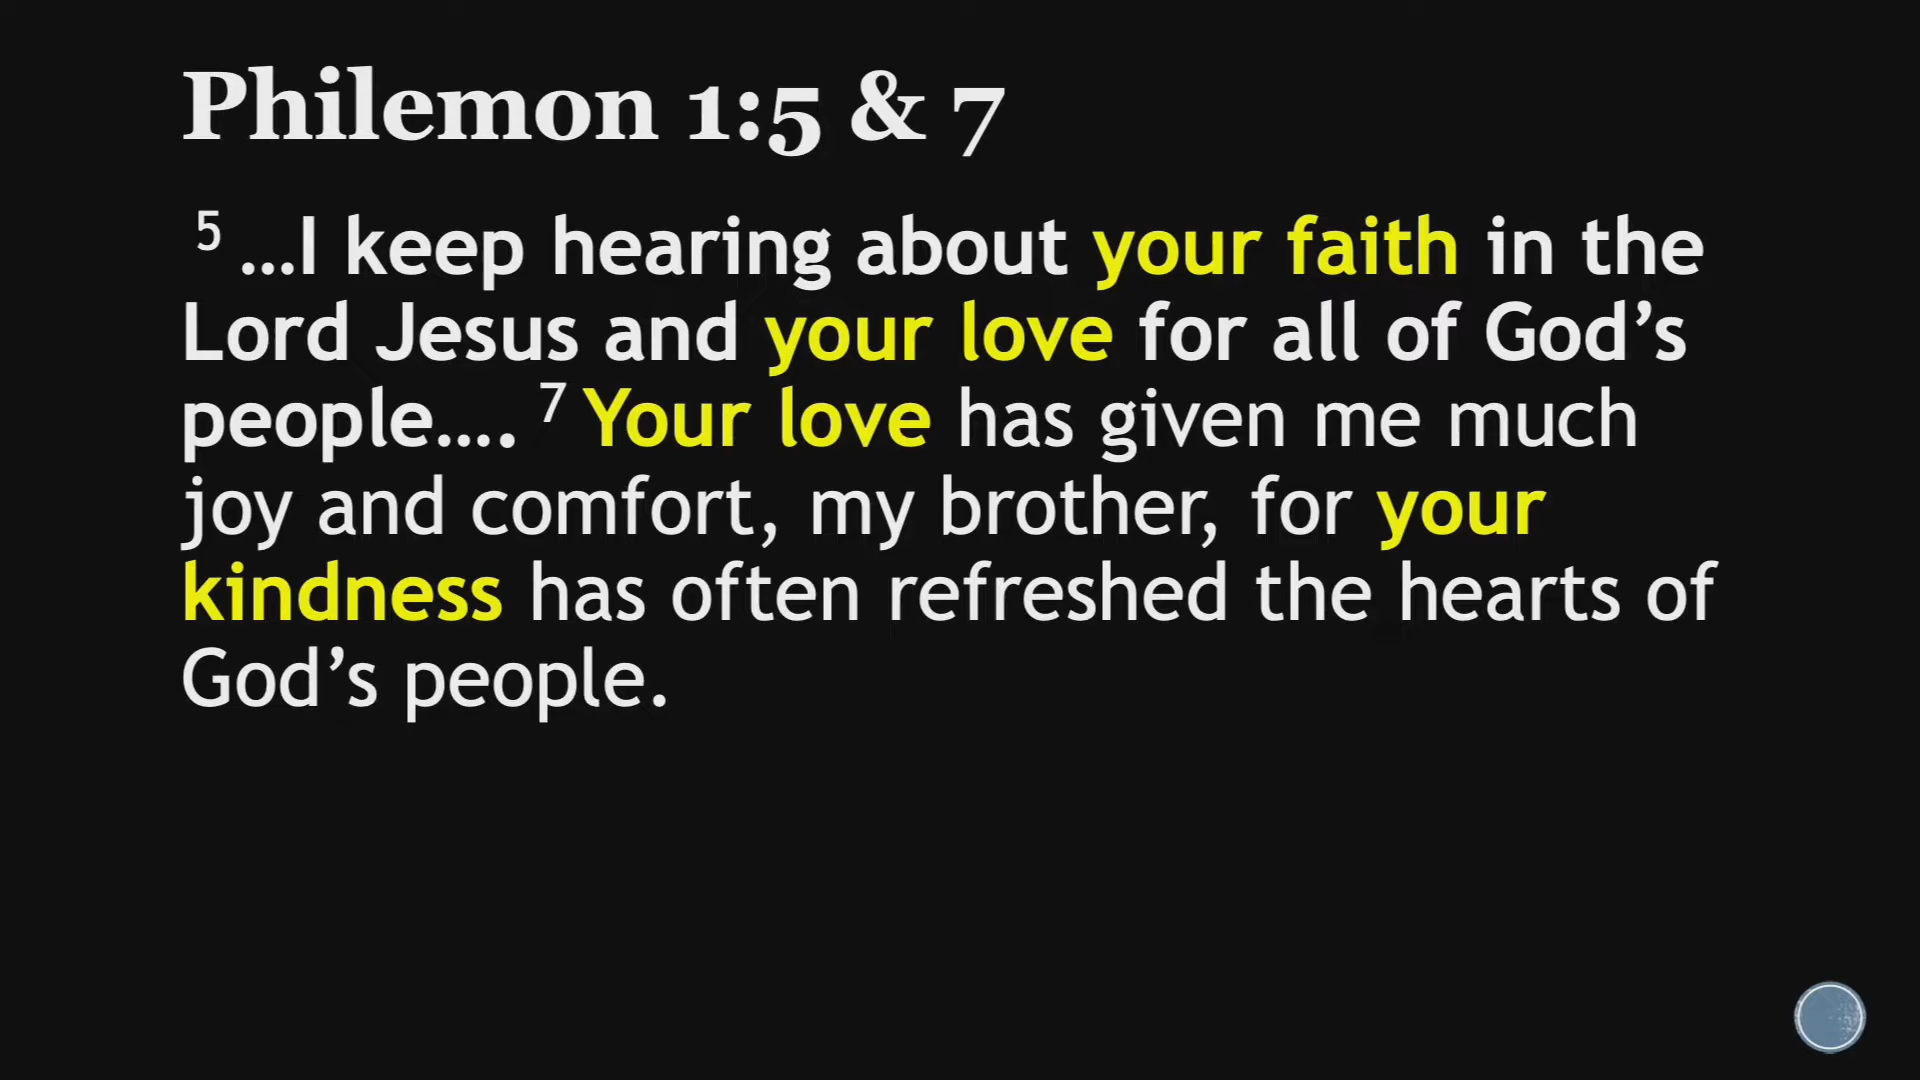 Philemon 1:5 & 7
5 …I keep hearing about your faith in the
Lord Jesus and your love for all of God’s
people…. 7 Your love has given me much
joy and comfort, my brother, for your
kindness has often refreshed the hearts of
God’s people.